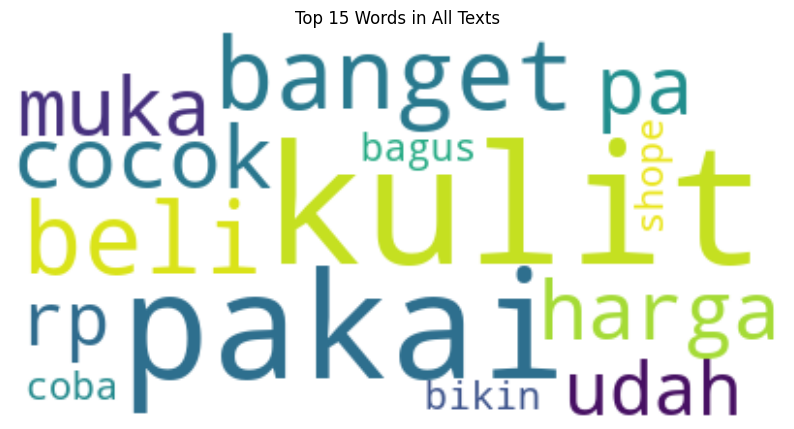 Top 15 Words in All Texts
banget
muka
pa
cocok
bagus
shope
kulit
beli
pakai
rp
harga
coba
bikin
udah